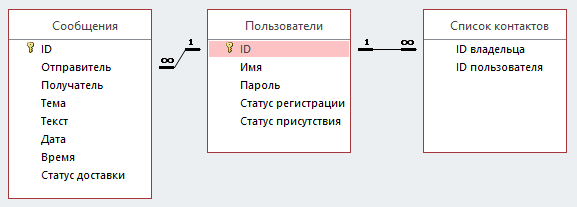 Сообщения
ID
Отправитель
Получатель
Тема
Текст
Дата
Время
Статус доставки
∞
1
Пользователи
ID
Имя
Пароль
Статус регистрации
Статус присутствия
1
∞
Список контактов
ID владельца
ID пользователя